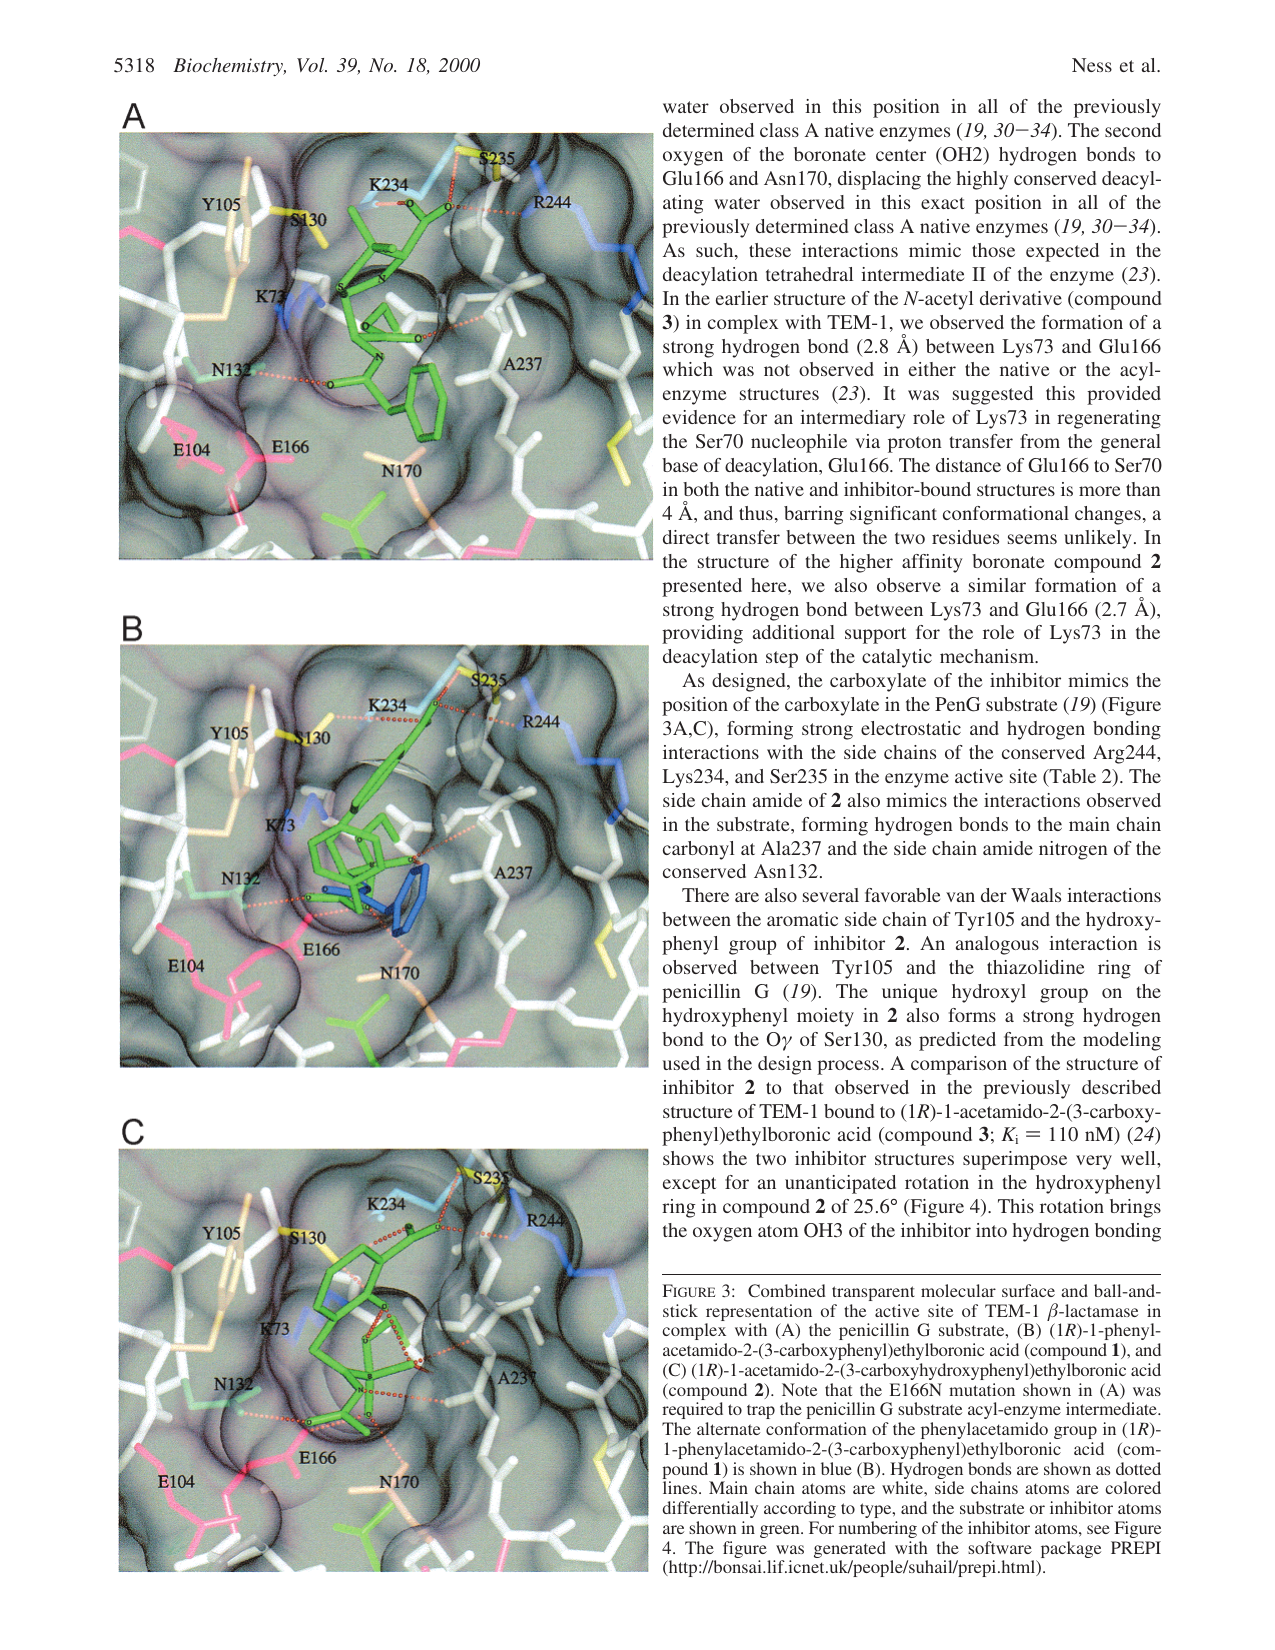 5318 Biochemistry, Vol. 39, No. 18, 2000
Ness et al.
A
S235
K234
Y105
R244
S130
K73
N132
A237
E104
E166
N170
B
S235
K234
R244
Y105
S130
K73
N132
A237
E166
E104
N170
C
S235
K234
R244
Y105
S130
K73
N132
A237
E166
E104
N170
water observed in this position in all of the previously
determined class A native enzymes (19, 30−34). The second
oxygen of the boronate center (OH2) hydrogen bonds to
Glu166 and Asn170, displacing the highly conserved deacyl-
ating water observed in this exact position in all of the
previously determined class A native enzymes (19, 30−34).
As such, these interactions mimic those expected in the
deacylation tetrahedral intermediate II of the enzyme (23).
In the earlier structure of the N-acetyl derivative (compound
3) in complex with TEM-1, we observed the formation of a
strong hydrogen bond (2.8 Å) between Lys73 and Glu166
which was not observed in either the native or the acyl-
enzyme structures (23). It was suggested this provided
evidence for an intermediary role of Lys73 in regenerating
the Ser70 nucleophile via proton transfer from the general
base of deacylation, Glu166. The distance of Glu166 to Ser70
in both the native and inhibitor-bound structures is more than
4 Å, and thus, barring significant conformational changes, a
direct transfer between the two residues seems unlikely. In
the structure of the higher affinity boronate compound 2
presented here, we also observe a similar formation of a
strong hydrogen bond between Lys73 and Glu166 (2.7 Å),
providing additional support for the role of Lys73 in the
deacylation step of the catalytic mechanism.
As designed, the carboxylate of the inhibitor mimics the
position of the carboxylate in the PenG substrate (19) (Figure
3A,C), forming strong electrostatic and hydrogen bonding
interactions with the side chains of the conserved Arg244,
Lys234, and Ser235 in the enzyme active site (Table 2). The
side chain amide of 2 also mimics the interactions observed
in the substrate, forming hydrogen bonds to the main chain
carbonyl at Ala237 and the side chain amide nitrogen of the
conserved Asn132.
There are also several favorable van der Waals interactions
between the aromatic side chain of Tyr105 and the hydroxy-
phenyl group of inhibitor 2. An analogous interaction is
observed between Tyr105 and the thiazolidine ring of
penicillin G (19). The unique hydroxyl group on the
hydroxyphenyl moiety in 2 also forms a strong hydrogen
bond to the Oγ of Ser130, as predicted from the modeling
used in the design process. A comparison of the structure of
inhibitor 2 to that observed in the previously described
structure of TEM-1 bound to (1R)-1-acetamido-2-(3-carboxy-
phenyl)ethylboronic acid (compound 3; Ki = 110 nM) (24)
shows the two inhibitor structures superimpose very well,
except for an unanticipated rotation in the hydroxyphenyl
ring in compound 2 of 25.6° (Figure 4). This rotation brings
the oxygen atom OH3 of the inhibitor into hydrogen bonding
FIGURE 3: Combined transparent molecular surface and ball-and-
stick representation of the active site of TEM-1 β-lactamase in
complex with (A) the penicillin G substrate, (B) (1R)-1-phenyl-
acetamido-2-(3-carboxyphenyl)ethylboronic acid (compound 1), and
(C) (1R)-1-acetamido-2-(3-carboxyhydroxyphenyl)ethylboronic acid
(compound 2). Note that the E166N mutation shown in (A) was
required to trap the penicillin G substrate acyl-enzyme intermediate.
The alternate conformation of the phenylacetamido group in (1R)-
1-phenylacetamido-2-(3-carboxyphenyl)ethylboronic acid (com-
pound 1) is shown in blue (B). Hydrogen bonds are shown as dotted
lines. Main chain atoms are white, side chains atoms are colored
differentially according to type, and the substrate or inhibitor atoms
are shown in green. For numbering of the inhibitor atoms, see Figure
4. The figure was generated with the software package PREPI
(http://bonsai.lif.icnet.uk/people/suhail/prepi.html).